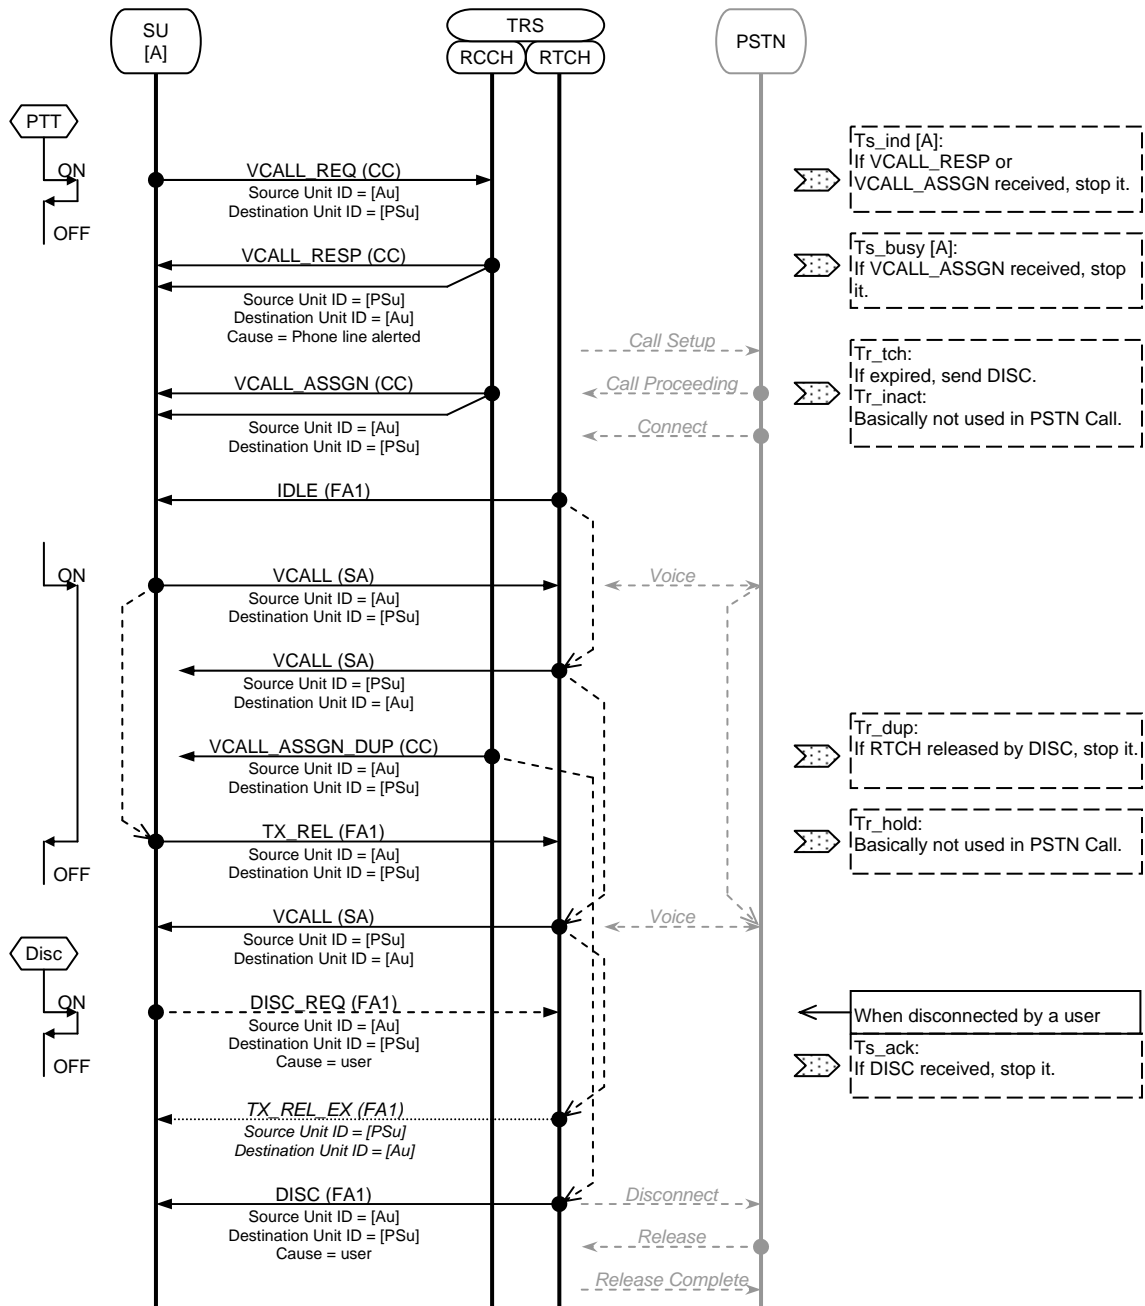 SU
[A]
TRS
RCCH
RTCH
PSTN
PTT
ON
OFF
VCALL_REQ (CC)
Source Unit ID = [Au]
Destination Unit ID = [PSu]
Ts_ind [A]:
If VCALL_RESP or
VCALL_ASSGN received, stop it.
VCALL_RESP (CC)
Source Unit ID = [PSu]
Destination Unit ID = [Au]
Cause = Phone line alerted
Ts_busy [A]:
If VCALL_ASSGN received, stop
it.
Call Setup
VCALL_ASSGN (CC)
Source Unit ID = [Au]
Destination Unit ID = [PSu]
Call Proceeding
Connect
Tr_tch:
If expired, send DISC.
Tr_inact:
Basically not used in PSTN Call.
IDLE (FA1)
ON
VCALL (SA)
Source Unit ID = [Au]
Destination Unit ID = [PSu]
Voice
VCALL (SA)
Source Unit ID = [PSu]
Destination Unit ID = [Au]
VCALL_ASSGN_DUP (CC)
Source Unit ID = [Au]
Destination Unit ID = [PSu]
Tr_dup:
If RTCH released by DISC, stop it.
TX_REL (FA1)
Source Unit ID = [Au]
Destination Unit ID = [PSu]
OFF
Tr_hold:
Basically not used in PSTN Call.
VCALL (SA)
Source Unit ID = [PSu]
Destination Unit ID = [Au]
Voice
Disc
ON
OFF
DISC_REQ (FA1)
Source Unit ID = [Au]
Destination Unit ID = [PSu]
Cause = user
When disconnected by a user
Ts_ack:
If DISC received, stop it.
TX_REL_EX (FA1)
Source Unit ID = [PSu]
Destination Unit ID = [Au]
DISC (FA1)
Source Unit ID = [Au]
Destination Unit ID = [PSu]
Cause = user
Disconnect
Release
Release Complete